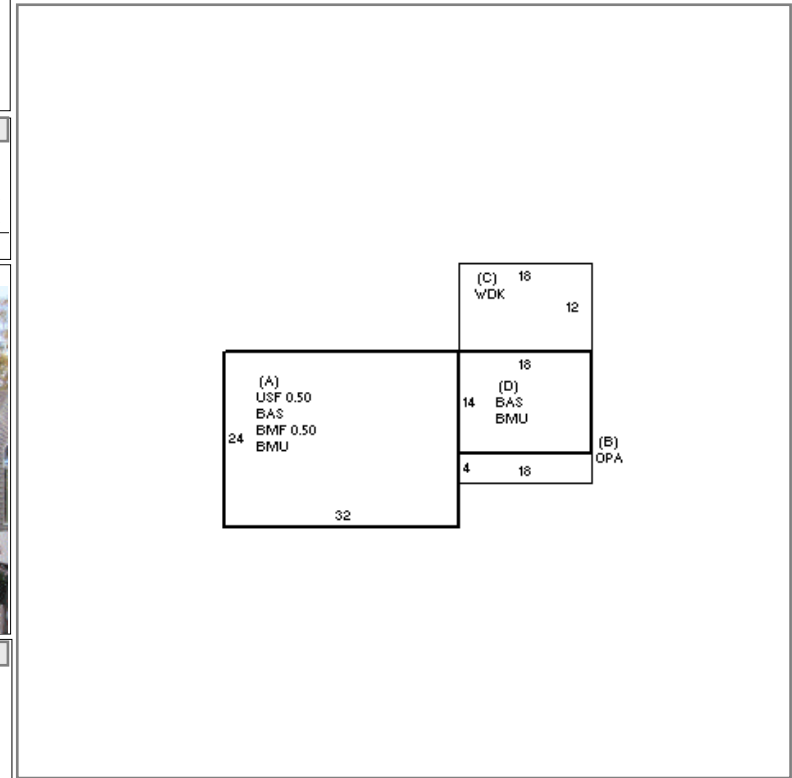 (C) 18
WDK
12
(A)
USF 0.50
BAS
BMF 0.50
BMU
24
32
18
(D)
14 BAS
BMU
(B)
OPA
4 18